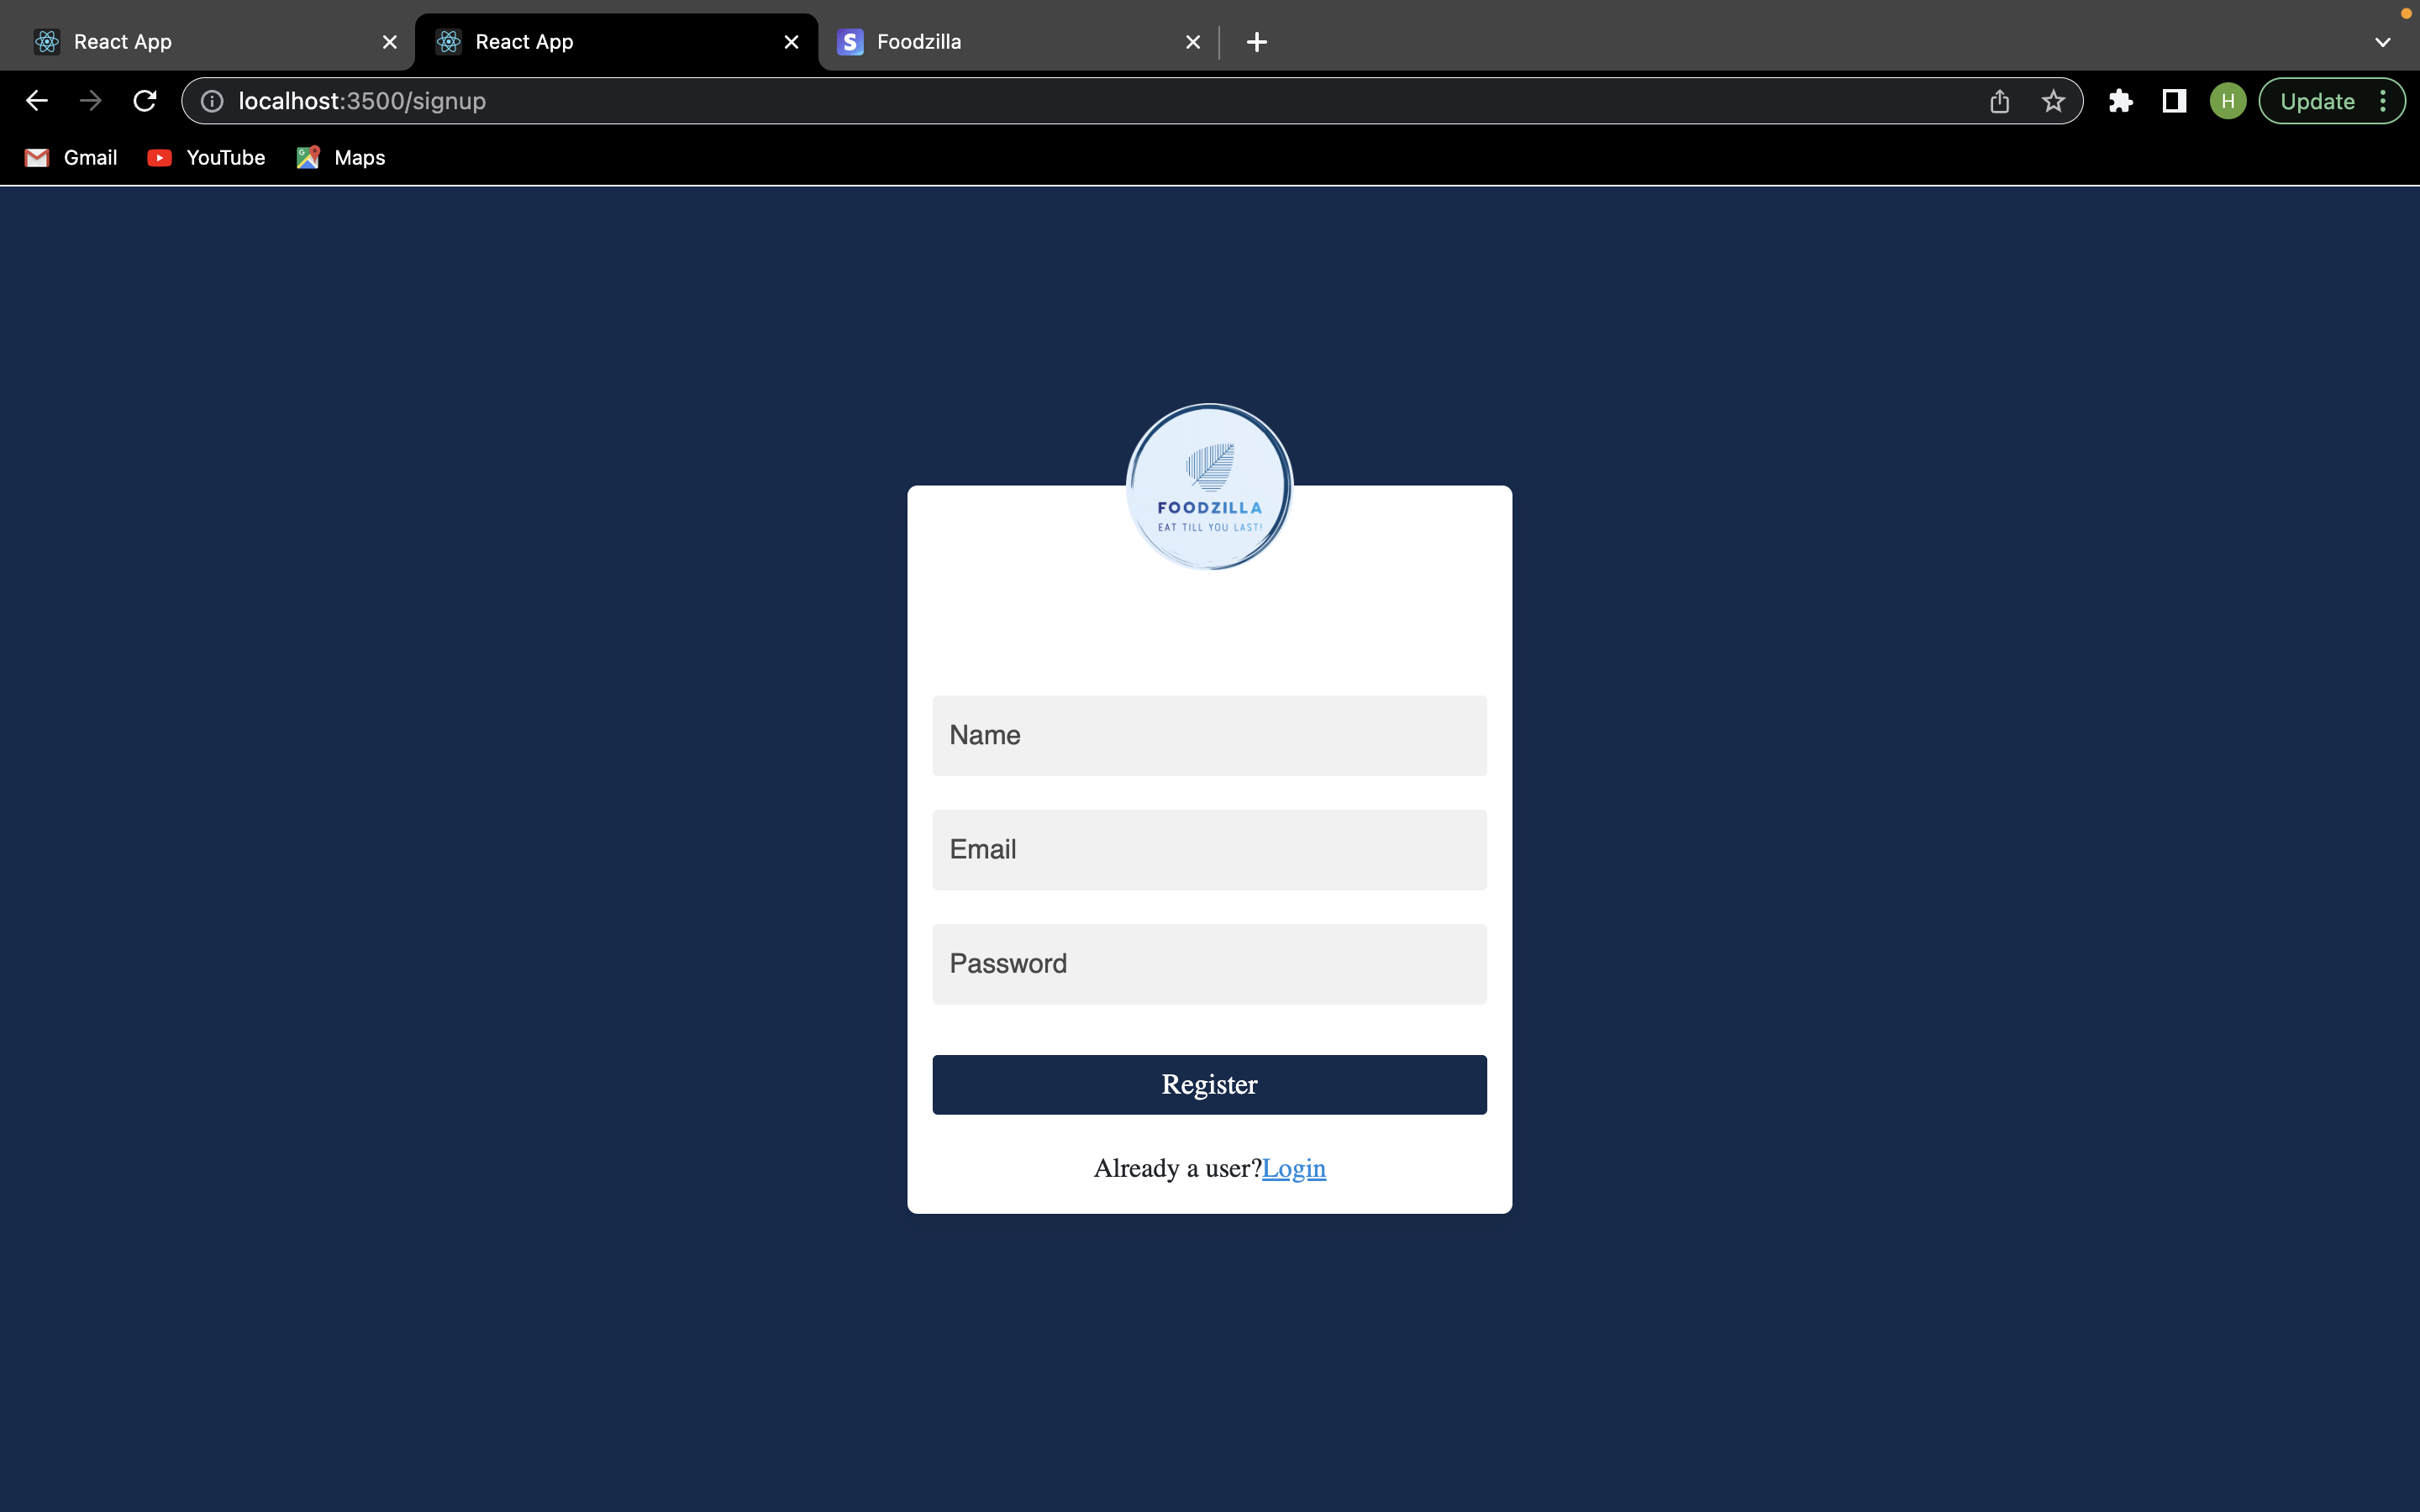 React App
React App
S Foodzilla
localhost:3500/signup
H
Update
Gmail
YouTube
Maps
FOODZILLA
EAT TILL YOU LAST!
Name
Email
Password
Register
Already a user?Login